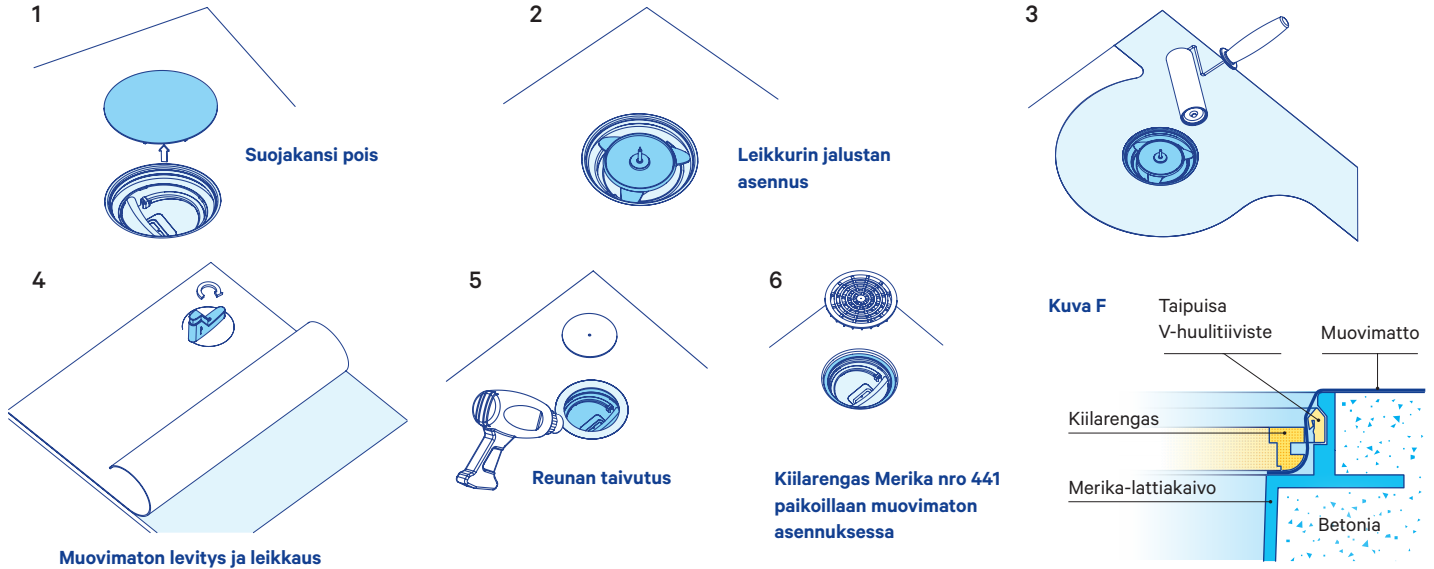 1
Suojakansi pois
2
Leikkurin jalustan
asennus
3
4
Muovimaton levitys ja leikkaus
5
Reunan taivutus
6
Kiilarengas Merika nro 441
paikoillaan muovimaton
asennuksessa
Kuva F
Taipuisa
V-huulitiiviste
Muovimatto
Kiilarengas
Merika-lattiakaivo
Betonia